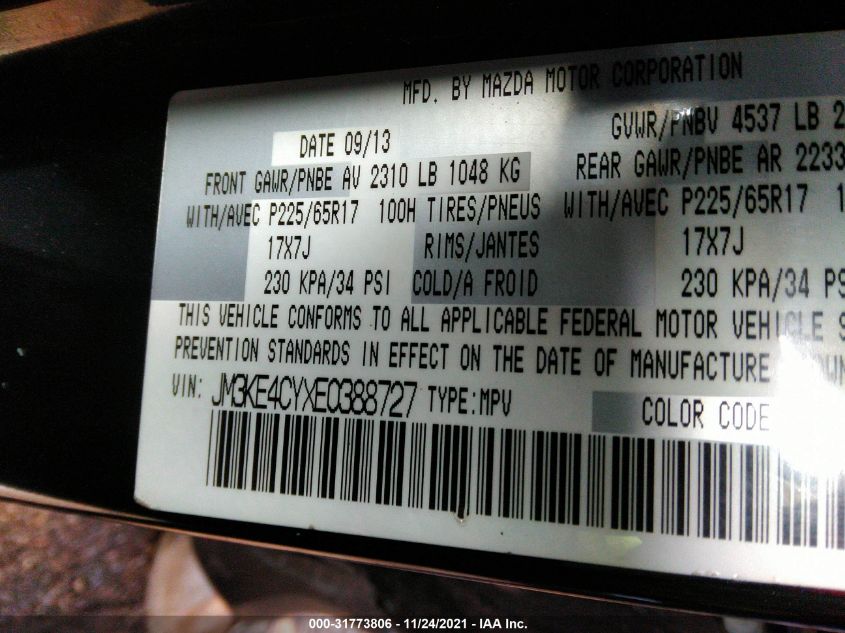 MFD. BY MAZDA MOTOR CORPORATION
DATE 09/13 GVWR/PNBV 4537 LB 2
FRONT GAWR/PNBE AV 2310 LB 1048 KG REAR GAWR/PNBE AR 2233
WITH/AVEC P225/65R17 100H TIRES/PNEUS WITH/AVEC P225/65R17 1
17X7J RIMS/JANTES 17X7J
230 KPA/34 PSI COLD/A FROID 230 KPA/34 PS
THIS VEHICLE CONFORMS TO ALL APPLICABLE FEDERAL MOTOR VEHICLE S
PREVENTION STANDARDS IN EFFECT ON THE DATE OF MANUFACTURE
VIN: JM3KE4CYXE0388727 TYPE:MPV COLOR CODE
000-31773806 - 11/24/2021 - IAA Inc.